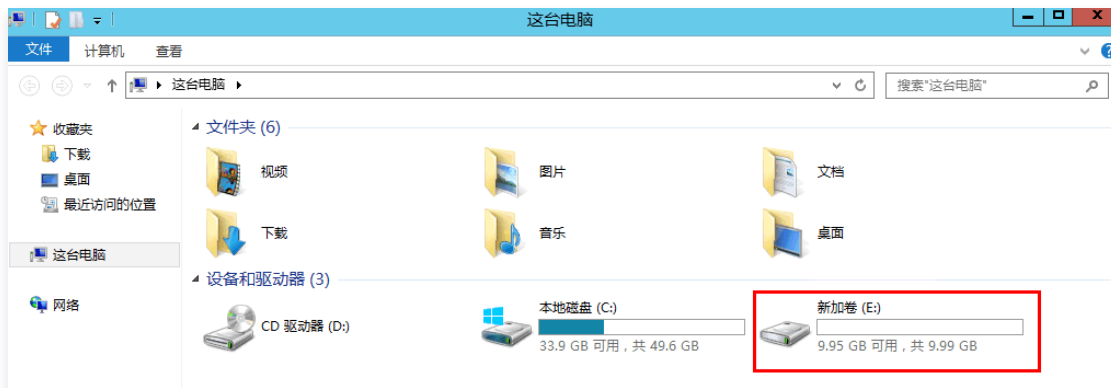 这台电脑
文件 计算机 查看
这台电脑
搜索"这台电脑"
收藏夹
下载
桌面
最近访问的位置
这台电脑
网络
文件夹 (6)
视频 图片 文档
下载 音乐 桌面
设备和驱动器 (3)
CD 驱动器 (D:)
本地磁盘 (C:)
33.9 GB 可用，共 49.6 GB
新加卷 (E:)
9.95 GB 可用，共 9.99 GB